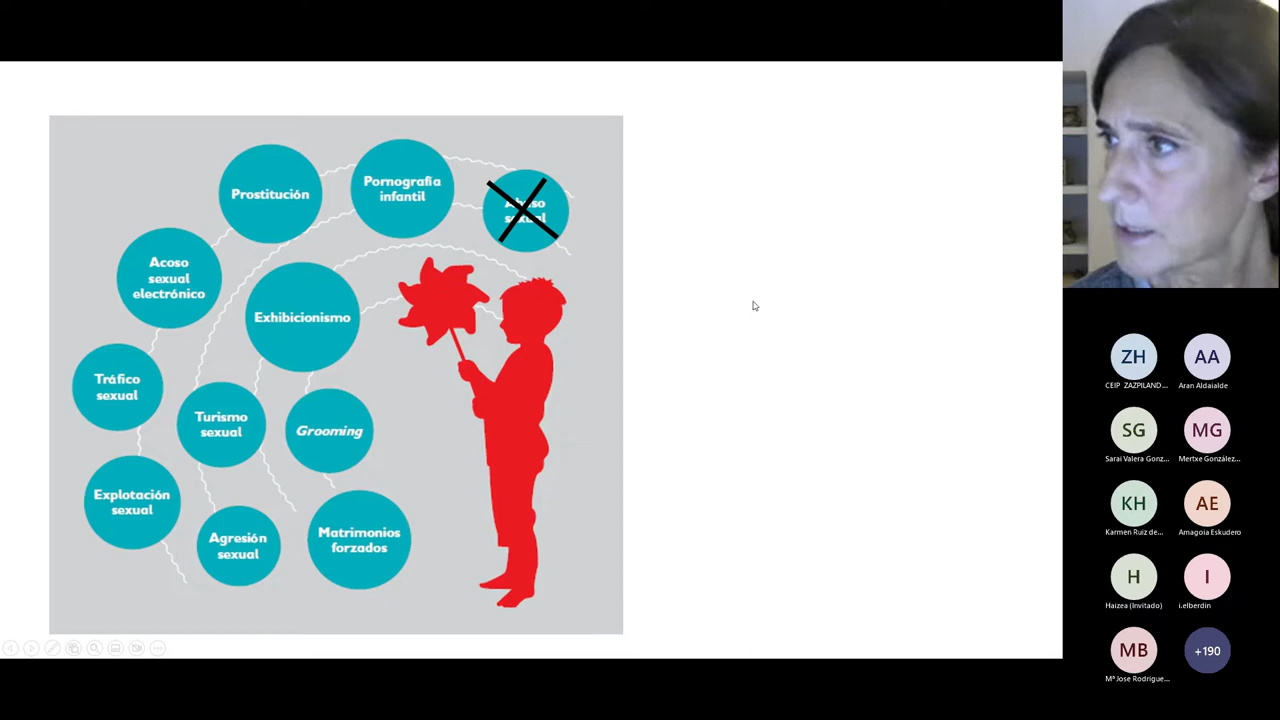 Prostitución
Pornografía
infantil
Abuso
sexual
Acoso
sexual
electrónico
Exhibicionismo
Tráfico
sexual
Turismo
sexual
Grooming
Explotación
sexual
Agresión
sexual
Matrimonios
forzados
ZH
CEIP ZAZPILAND...
AA
Aran Aldaialde
SG
Sarai Valera Gonz...
MG
Mertxe González...
KH
Karmen Ruiz de...
AE
Amagoia Eskudero
H
Haizea (Invitado)
I
i.elberdin
MB
Mª Jose Rodrigue...
+190